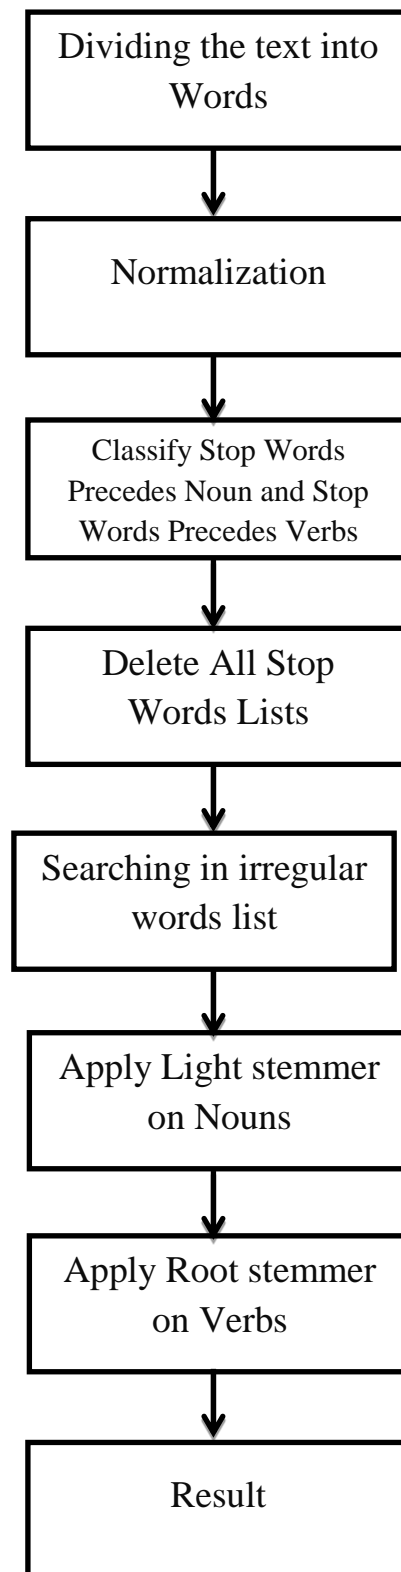 Dividing the text into
Words
Normalization
Classify Stop Words
Precedes Noun and Stop
Words Precedes Verbs
Delete All Stop
Words Lists
Searching in irregular
words list
Apply Light stemmer
on Nouns
Apply Root stemmer
on Verbs
Result